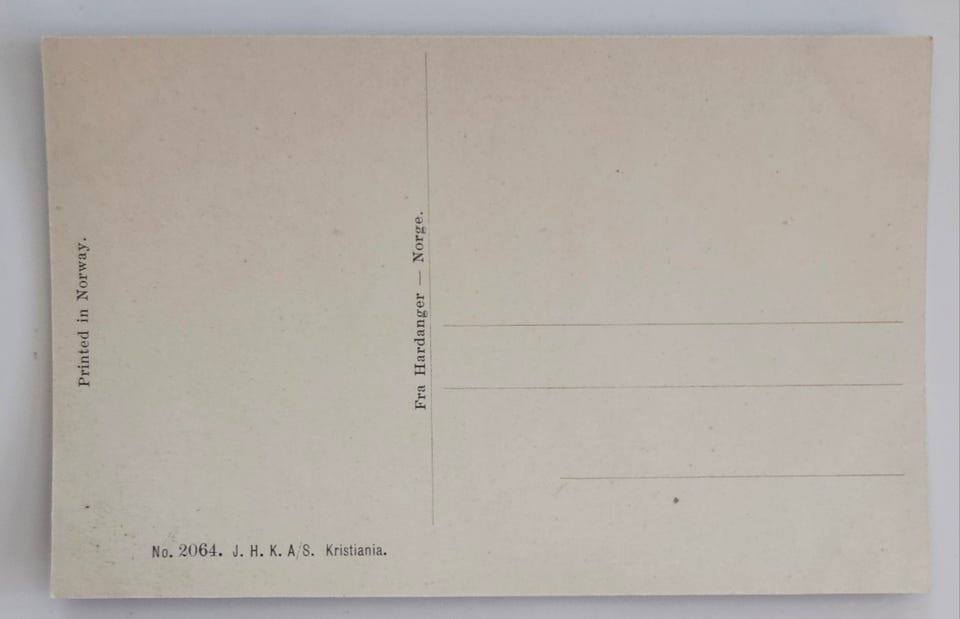 Printed in Norway.
Fra Hardanger — Norge.
No. 2064. J. H. K. A/S. Kristiania.